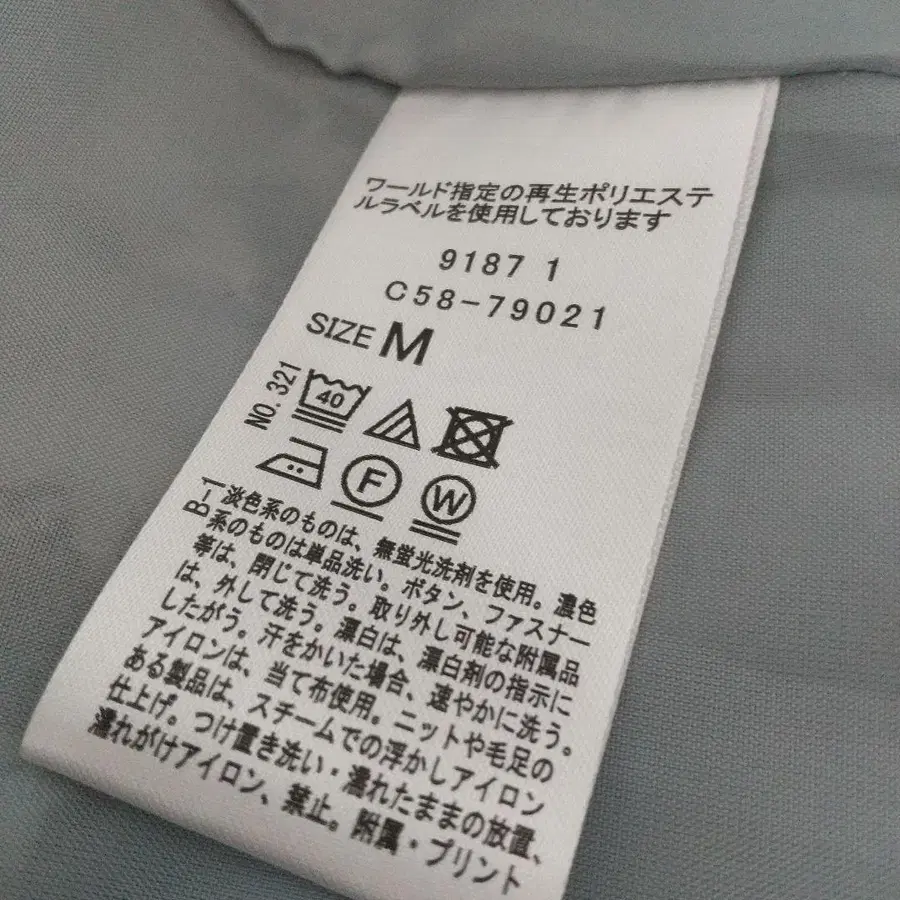 ワールド指定の再生ポリエステ
ルラベルを使用しております
9187 1
C58-79021
SIZE M
NO. 321
40
F
W
B-1
淡色系のものは、無蛍光洗剤を使用。濃色
系のものは単品洗い。ボタン、ファスナー
等は、閉じて洗う。取り外し可能な附属品
は、外して洗う。漂白は、漂白剤の指示に
したがう。汗をかいた場合、速やかに洗う。
アイロンは、当て布使用。ニットや毛足の
ある製品は、スチームでの浮かしアイロン
仕上げ。つけ置き洗い・濡れたままの放置、
濡れがけアイロン、禁止。附属・プリント